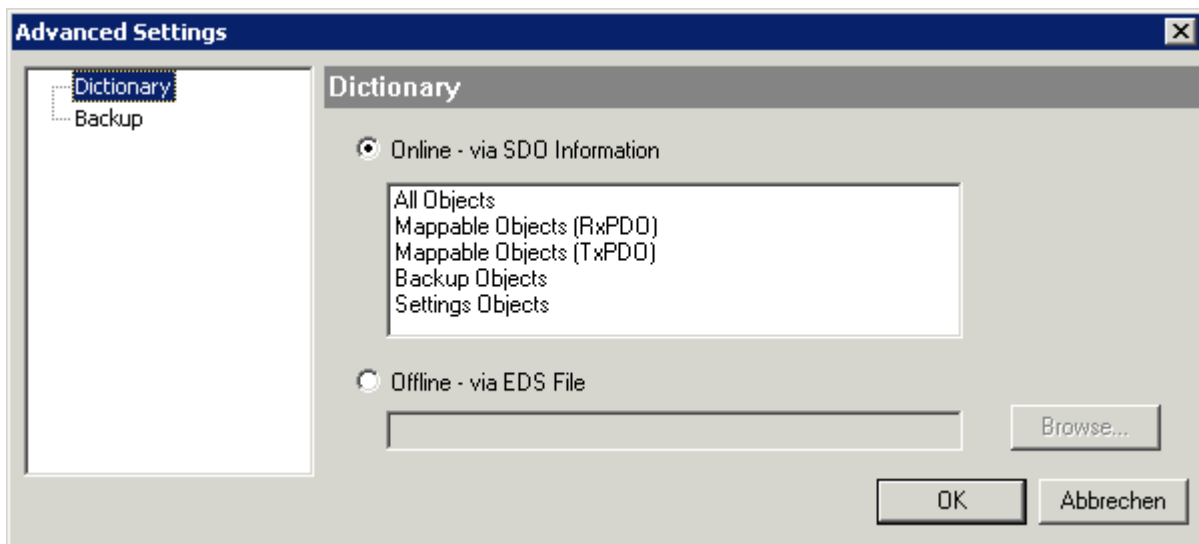 Advanced Settings
Dictionary
Backup
Dictionary
Online - via SDO Information
All Objects
Mappable Objects (RxPDO)
Mappable Objects (TxPDO)
Backup Objects
Settings Objects
Offline - via EDS File
Browse...
OK
Abbrechen